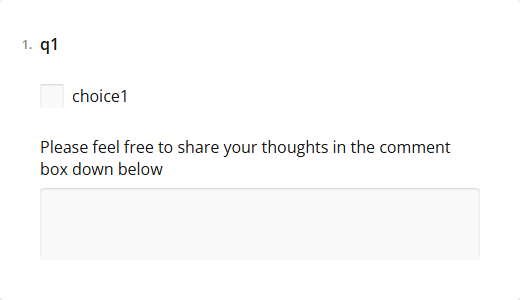 1. q1
choice1
Please feel free to share your thoughts in the comment
box down below